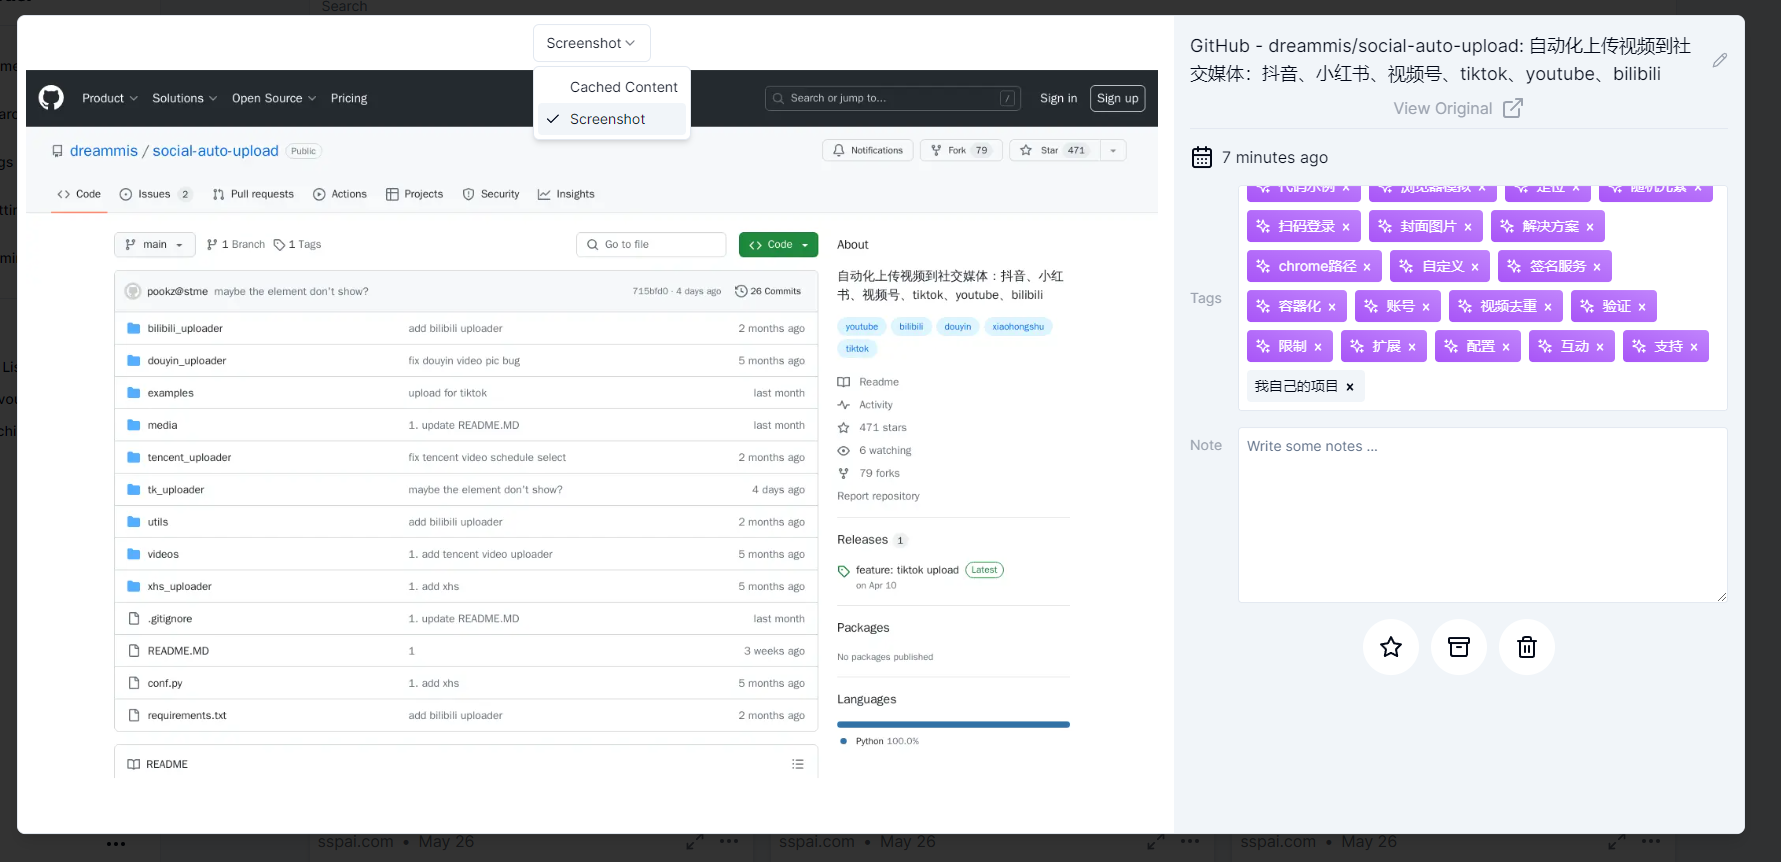 Search
Screenshot
Cached Content
Screenshot
Product
Solutions
Open Source
Pricing
Search or jump to...
/
Sign in
Sign up
dreammis / social-auto-upload
Public
Notifications
Fork 79
Star 471
Code
Issues 2
Pull requests
Actions
Projects
Security
Insights
main
1 Branch
1 Tags
Go to file
Code
pookz@stme maybe the element don't show?
715bfd0 · 4 days ago
26 Commits
bilibili_uploader add bilibili uploader 2 months ago
douyin_uploader fix douyin video pic bug 5 months ago
examples upload for tiktok last month
media 1. update README.MD last month
tencent_uploader fix tencent video schedule select 2 months ago
tk_uploader maybe the element don't show? 4 days ago
utils add bilibili uploader 2 months ago
videos 1. add tencent video uploader 5 months ago
xhs_uploader 1. add xhs 5 months ago
.gitignore 1. update README.MD last month
README.MD 1 3 weeks ago
conf.py 1. add xhs 5 months ago
requirements.txt add bilibili uploader 2 months ago
README
About
自动化上传视频到社交媒体：抖音、小红
书、视频号、tiktok、youtube、bilibili
youtube bilibili douyin xiaohongshu
tiktok
Readme
Activity
471 stars
6 watching
79 forks
Report repository
Releases 1
feature: tiktok upload Latest
on Apr 10
Packages
No packages published
Languages
Python 100.0%
GitHub - dreammis/social-auto-upload: 自动化上传视频到社
交媒体：抖音、小红书、视频号、tiktok、youtube、bilibili
View Original
7 minutes ago
Tags
代码示例 × 浏览器模拟 × 定位 × 随机元素 ×
扫码登录 × 封面图片 × 解决方案 ×
chrome路径 × 自定义 × 签名服务 ×
容器化 × 账号 × 视频去重 × 验证 ×
限制 × 扩展 × 配置 × 互动 × 支持 ×
我自己的项目 ×
Note
Write some notes ...
sspai.com • May 26
sspai.com • May 26
sspai.com • May 26